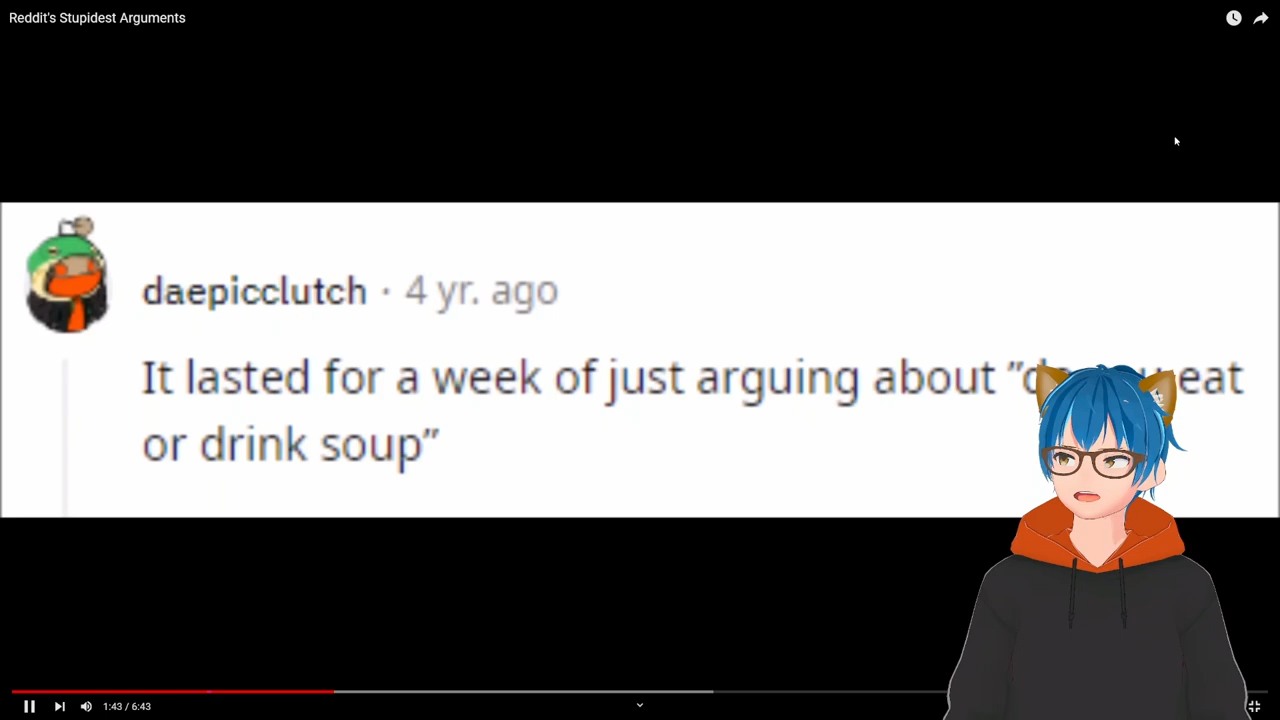 Reddit's Stupidest Arguments
daepicclutch · 4 yr. ago
It lasted for a week of just arguing about ”do eat
or drink soup”
1:43 / 6:43